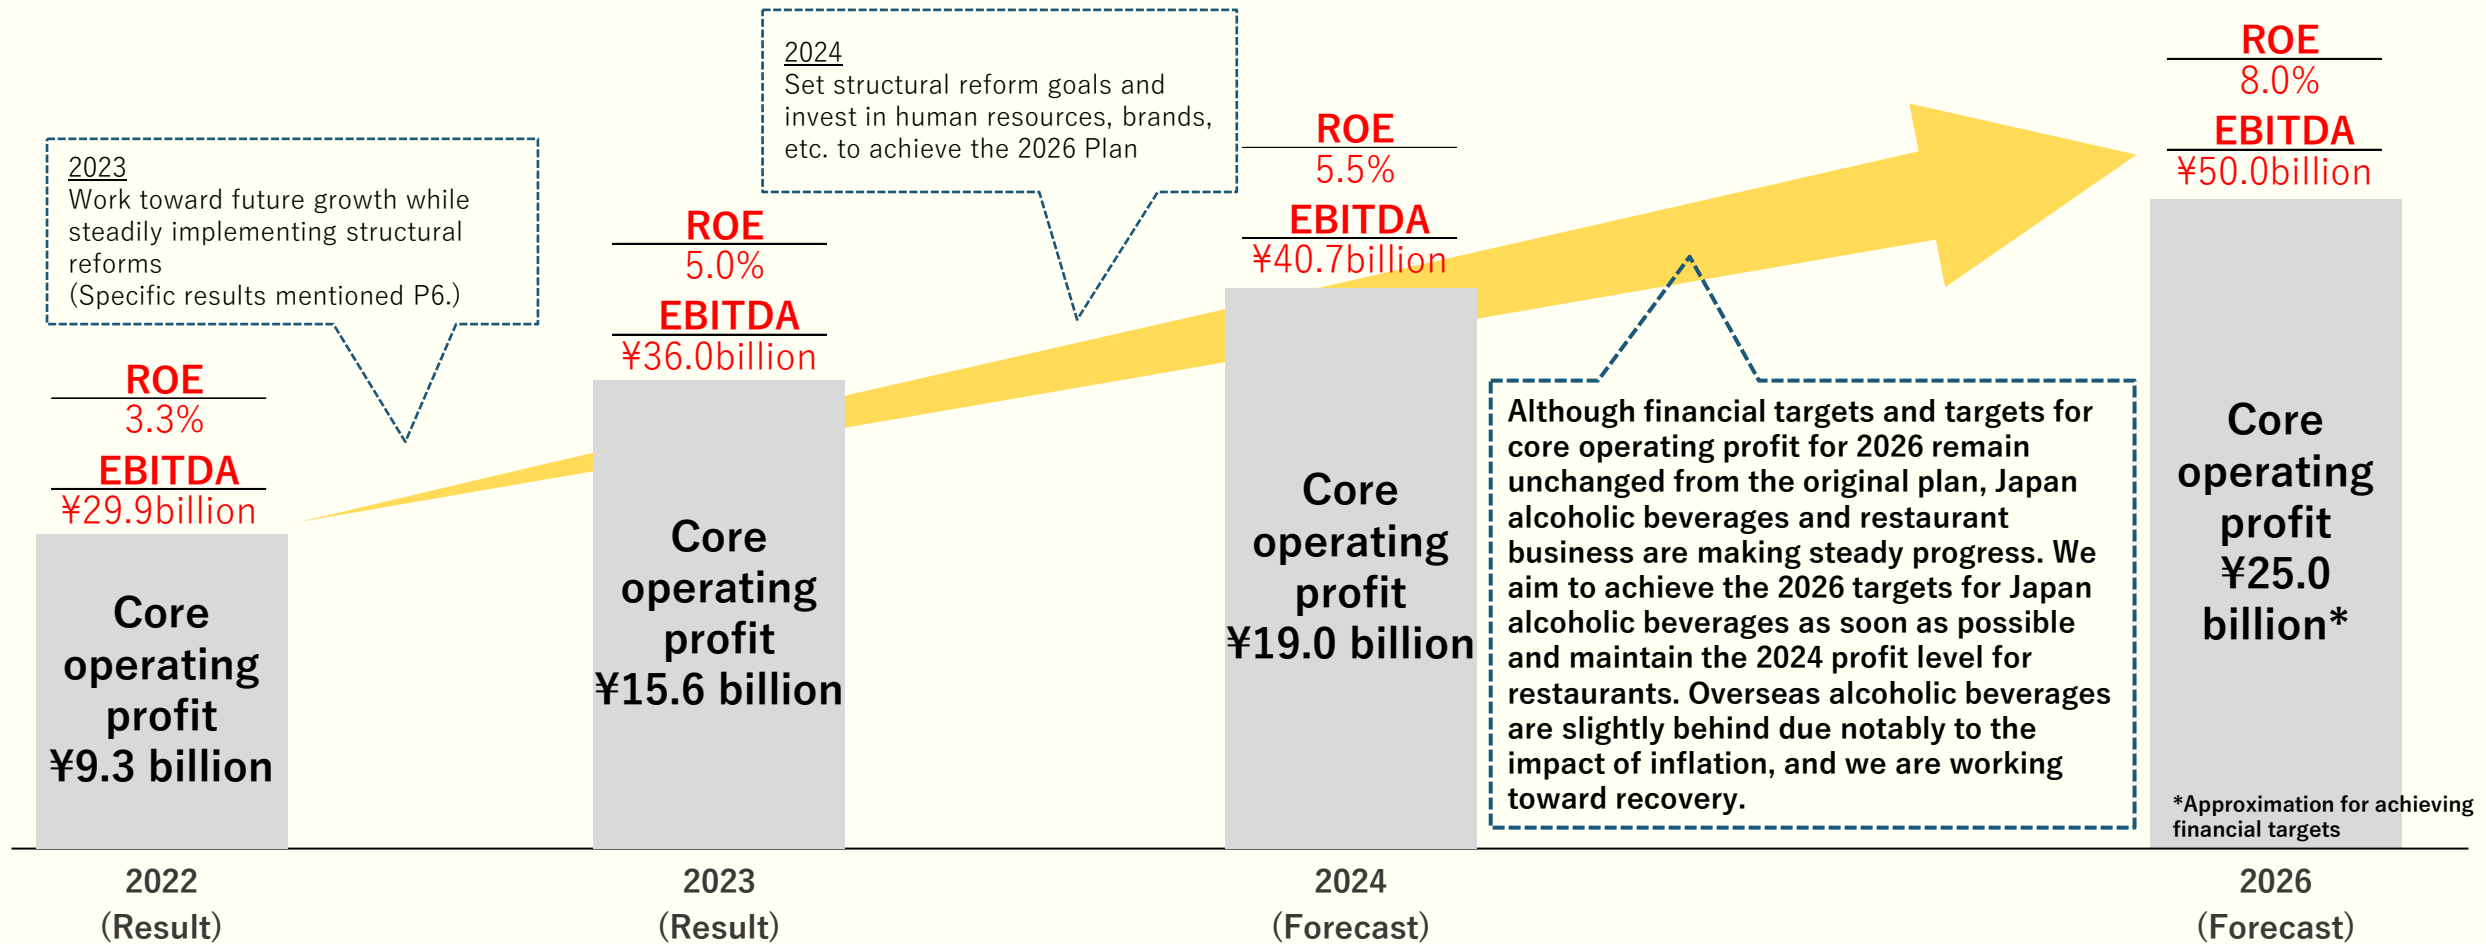 2023
Work toward future growth while
steadily implementing structural
reforms
(Specific results mentioned P6.)
2024
Set structural reform goals and
invest in human resources, brands,
etc. to achieve the 2026 Plan
ROE
3.3%
EBITDA
¥29.9billion
Core
operating
profit
¥9.3 billion
ROE
5.0%
EBITDA
¥36.0billion
Core
operating
profit
¥15.6 billion
ROE
5.5%
EBITDA
¥40.7billion
Core
operating
profit
¥19.0 billion
Although financial targets and targets for
core operating profit for 2026 remain
unchanged from the original plan, Japan
alcoholic beverages and restaurant
business are making steady progress. We
aim to achieve the 2026 targets for Japan
alcoholic beverages as soon as possible
and maintain the 2024 profit level for
restaurants. Overseas alcoholic beverages
are slightly behind due notably to the
impact of inflation, and we are working
toward recovery.
ROE
8.0%
EBITDA
¥50.0billion
Core
operating
profit
¥25.0
billion*
*Approximation for achieving
financial targets
2022
(Result)
2023
(Result)
2024
(Forecast)
2026
(Forecast)